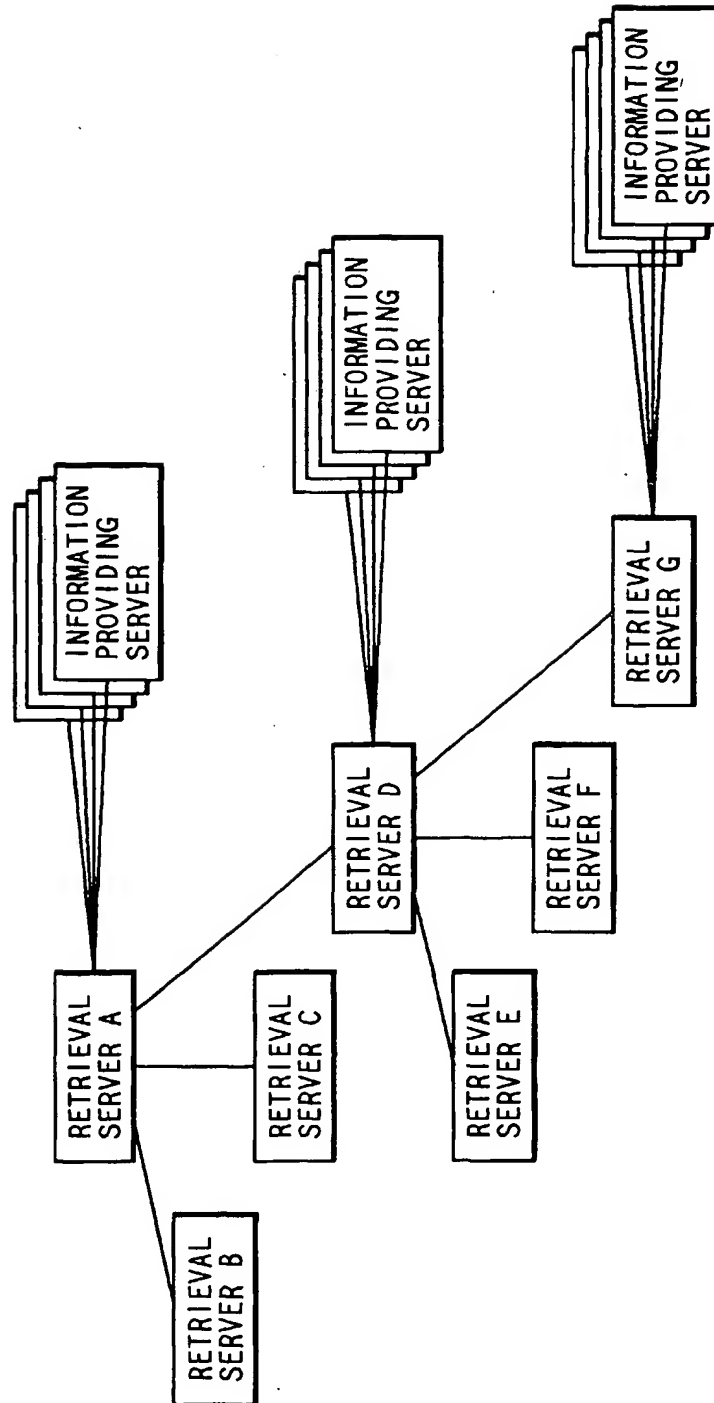 RETRIEVAL
SERVER A
INFORMATION
PROVIDING
SERVER
RETRIEVAL
SERVER B
RETRIEVAL
SERVER C
RETRIEVAL
SERVER D
INFORMATION
PROVIDING
SERVER
RETRIEVAL
SERVER E
RETRIEVAL
SERVER F
RETRIEVAL
SERVER G
INFORMATION
PROVIDING
SERVER